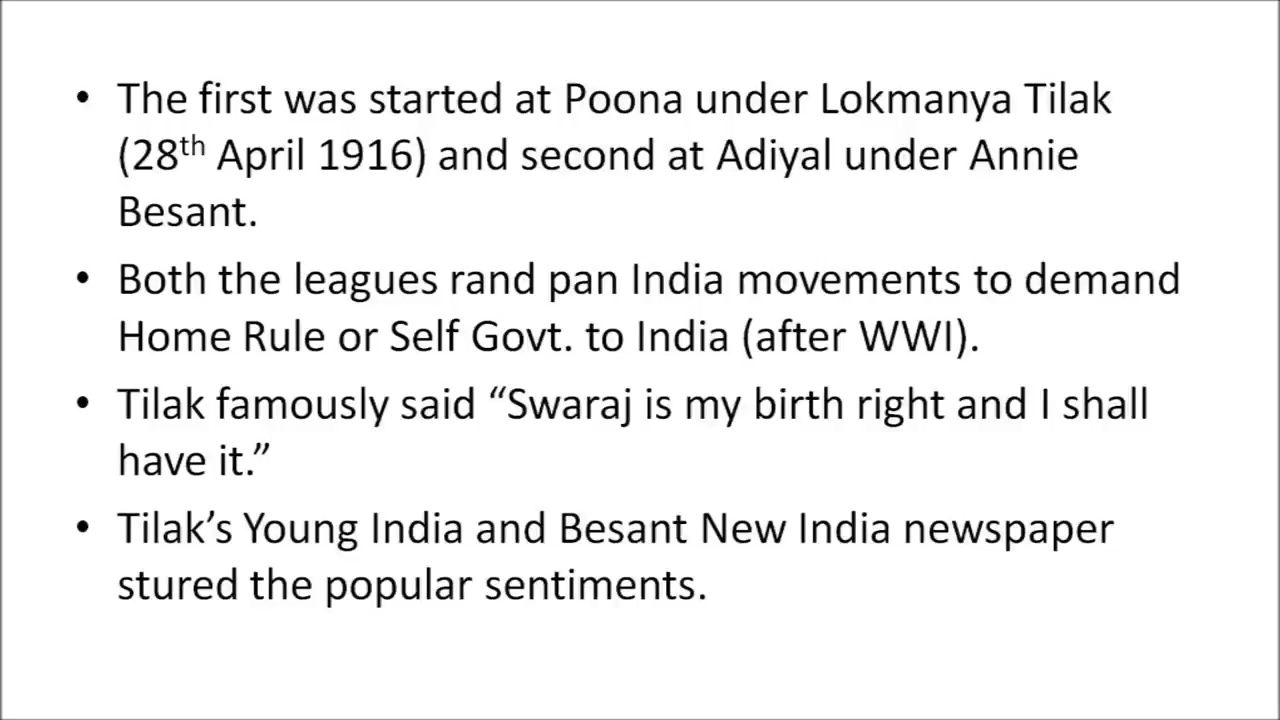 • The first was started at Poona under Lokmanya Tilak
(28th April 1916) and second at Adiyal under Annie
Besant.
• Both the leagues rand pan India movements to demand
Home Rule or Self Govt. to India (after WWI).
• Tilak famously said “Swaraj is my birth right and I shall
have it.”
• Tilak’s Young India and Besant New India newspaper
stured the popular sentiments.